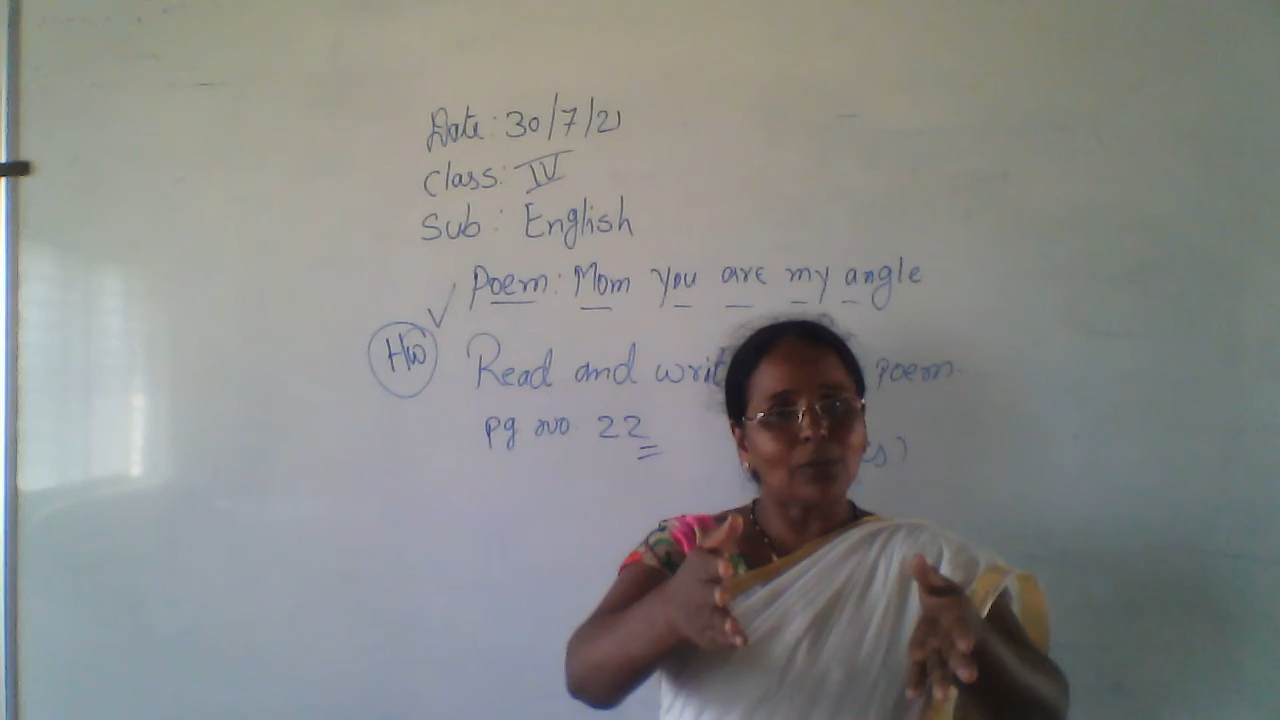 Date: 30/7/21
Class: IV
Sub: English
Poem: Mom you are my angle
HW Read and writ poem.
pg no 22 s)